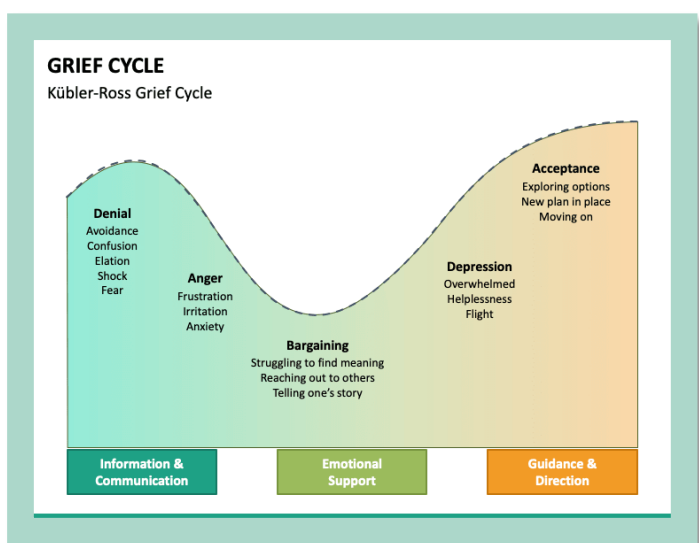 GRIEF CYCLE
Kübler-Ross Grief Cycle
Denial
Avoidance
Confusion
Elation
Shock
Fear
Anger
Frustration
Irritation
Anxiety
Bargaining
Struggling to find meaning
Reaching out to others
Telling one's story
Depression
Overwhelmed
Helplessness
Flight
Acceptance
Exploring options
New plan in place
Moving on
Information &
Communication
Emotional
Support
Guidance &
Direction